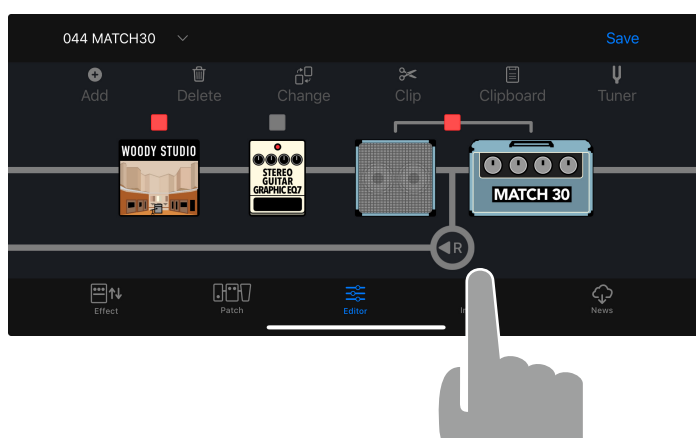 044 MATCH30
Save
Add
Delete
Change
Clip
Clipboard
Tuner
WOODY STUDIO
STEREO
GUITAR
GRAPHIC EQ7
MATCH 30
R
Effect
Patch
Editor
News